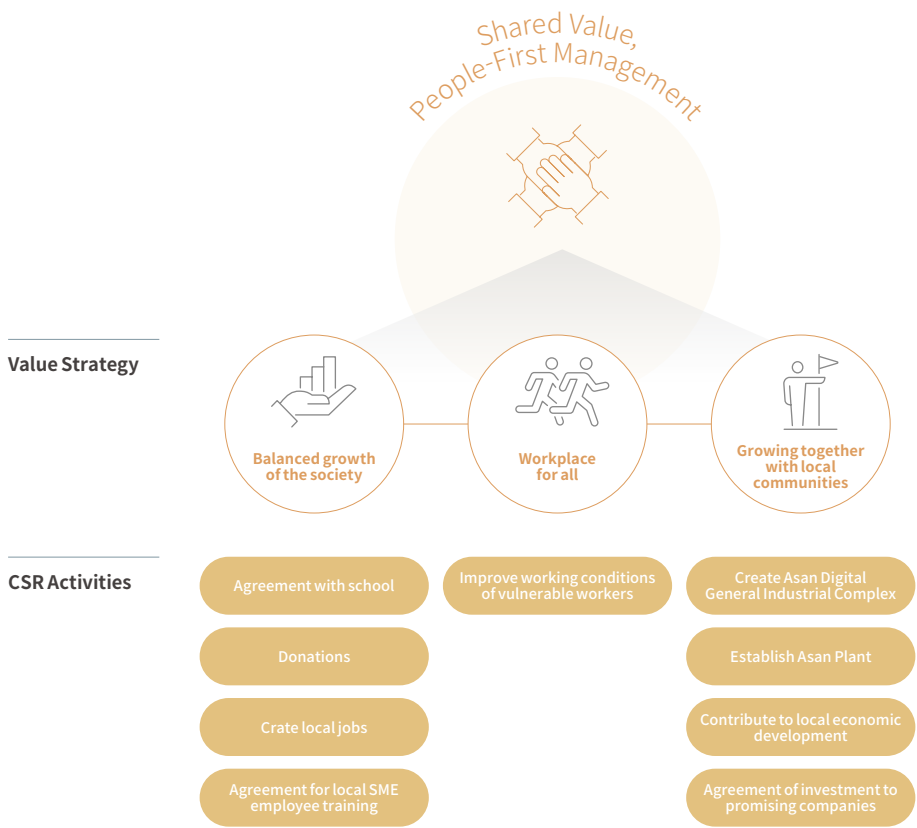 Shared Value,
People-First Management
Value Strategy
Balanced growth
of the society
Workplace
for all
Growing together
with local
communities
CSR Activities
Agreement with school
Donations
Crate local jobs
Agreement for local SME
employee training
Improve working conditions
of vulnerable workers
Create Asan Digital
General Industrial Complex
Establish Asan Plant
Contribute to local economic
development
Agreement of investment to
promising companies